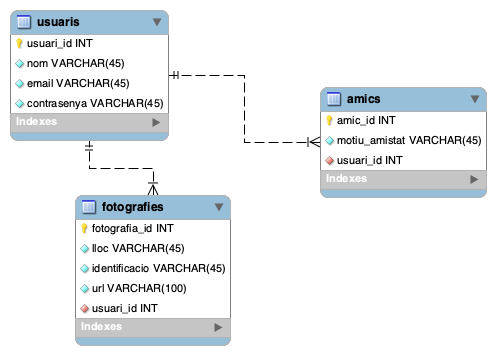 usuaris
usuari_id INT
nom VARCHAR(45)
email VARCHAR(45)
contrasenya VARCHAR(45)
Indexes
amics
amic_id INT
motiu_amistat VARCHAR(45)
usuari_id INT
Indexes
fotografies
fotografia_id INT
lloc VARCHAR(45)
identificacio VARCHAR(45)
url VARCHAR(100)
usuari_id INT
Indexes